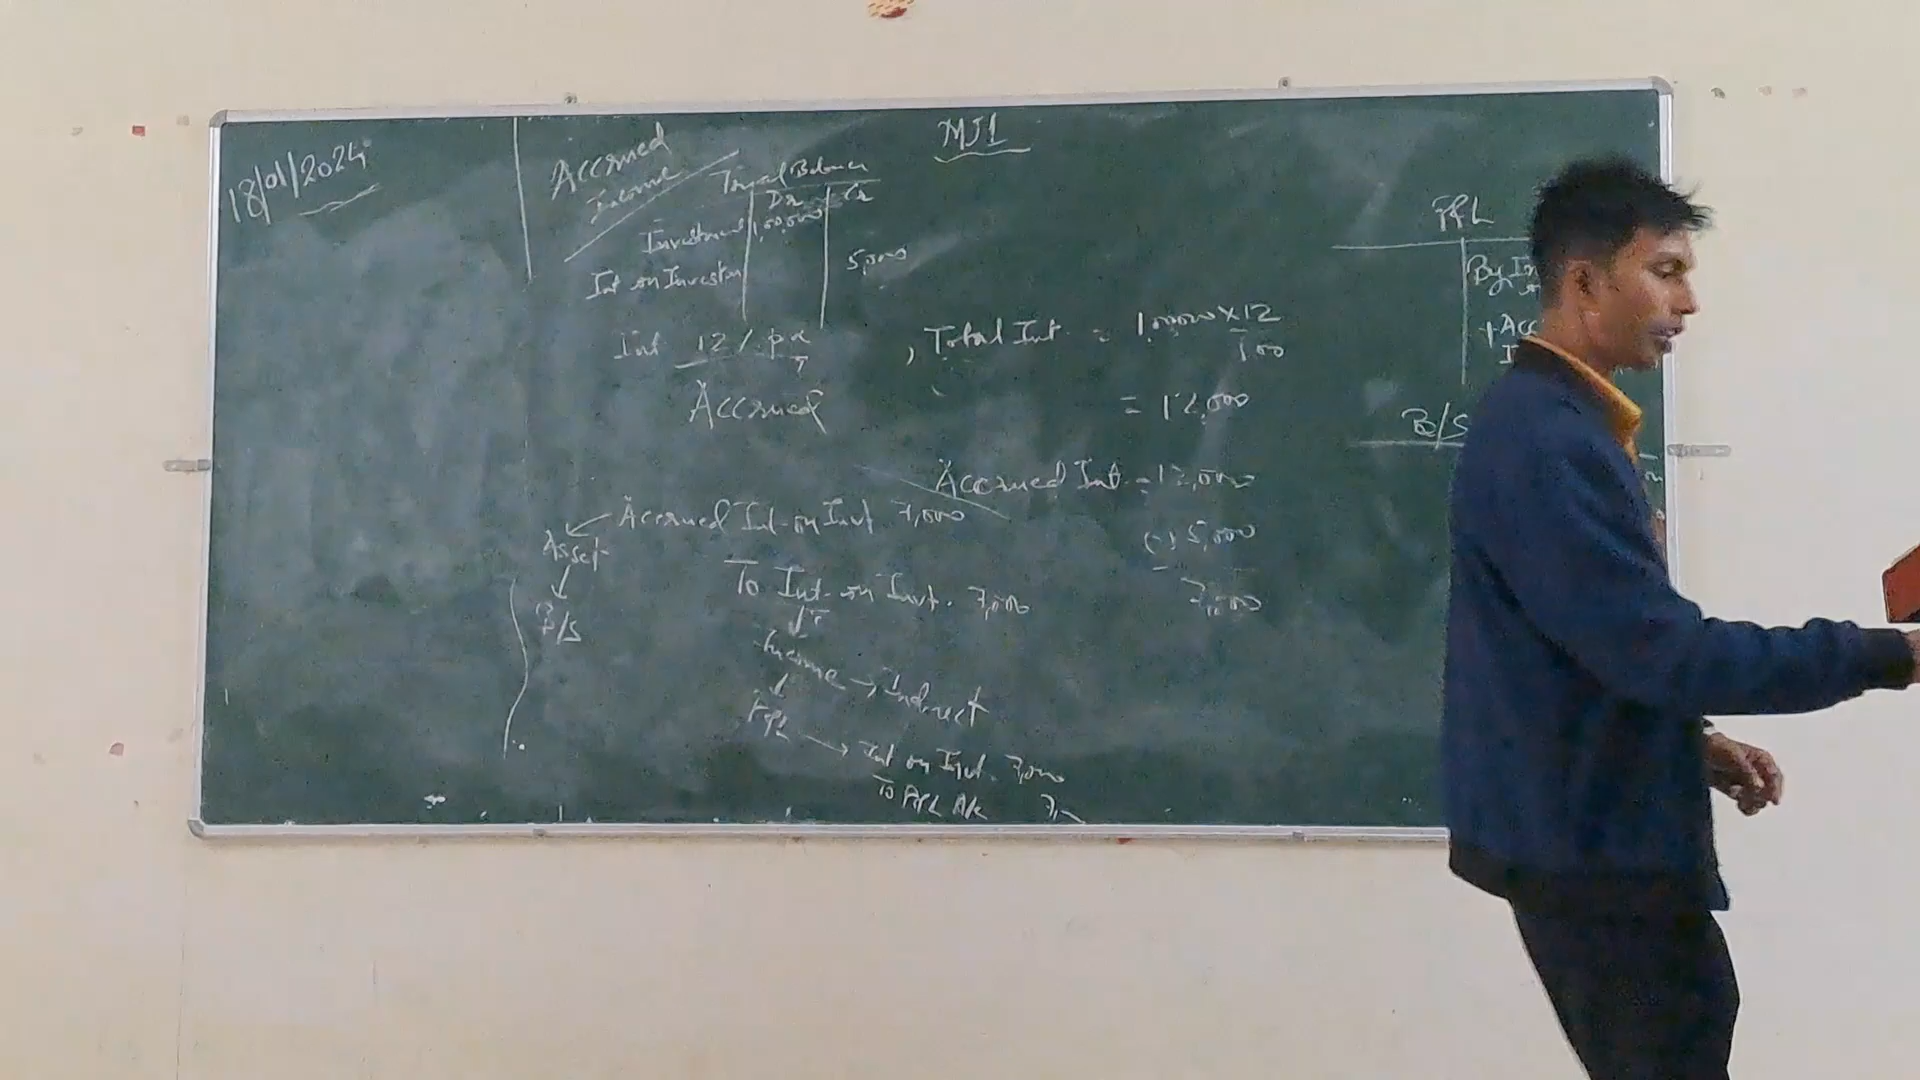 18/01/2024
MJ1
Accrued
Income
Trial Balance
Dr Cr
Investment 1,00,000
Int on Investm 5,000
Int 12 % pa , Total Int = 1,00,000 x 12
100
= 12,000
Accrued
Accrued Int = 12,000
(-) 5,000
7,000
Accrued Int on Invt 7,000
Asset
B/S
To Int on Invt. 7,000
Income → Indirect
P&L → Int on Invt. 7,000
To P&L A/c
P&L
By In
+ Acc
I
B/S